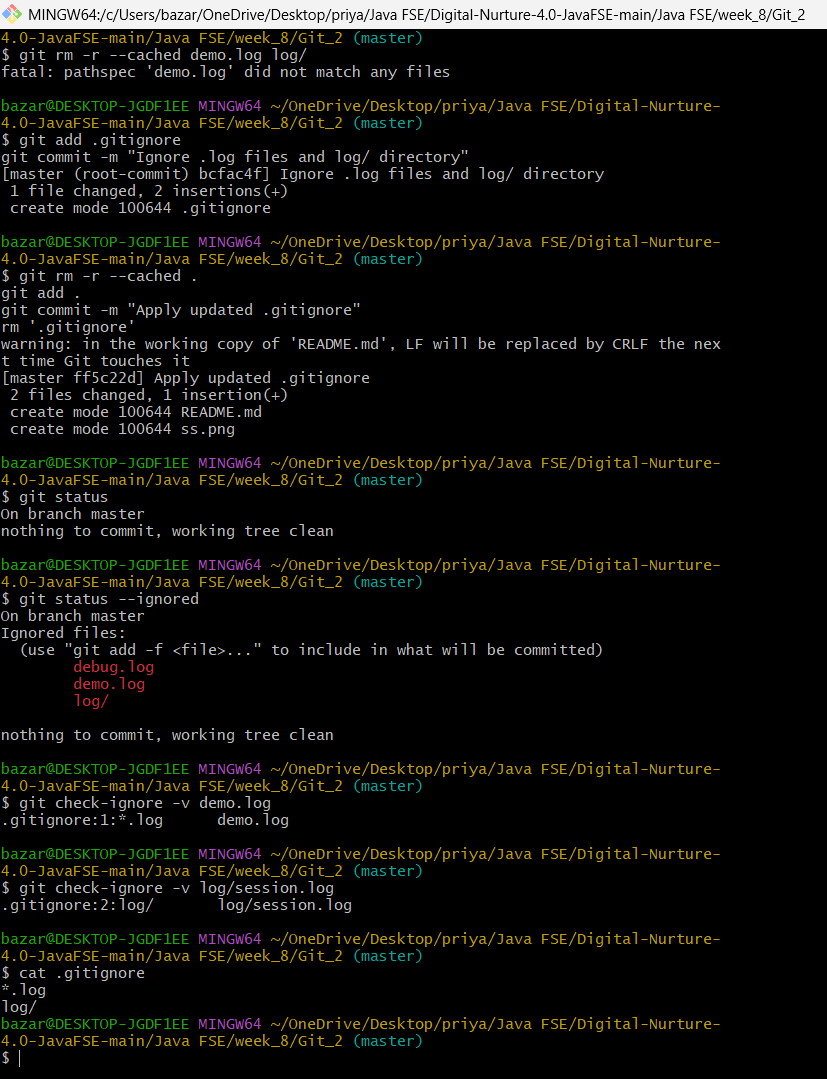 MINGW64:/c/Users/bazar/OneDrive/Desktop/priya/Java FSE/Digital-Nurture-4.0-JavaFSE-main/Java FSE/week_8/Git_2
4.0-JavaFSE-main/Java FSE/week_8/Git_2 (master)
$ git rm -r --cached demo.log log/
fatal: pathspec 'demo.log' did not match any files

bazar@DESKTOP-JGDF1EE MINGW64 ~/OneDrive/Desktop/priya/Java FSE/Digital-Nurture-
4.0-JavaFSE-main/Java FSE/week_8/Git_2 (master)
$ git add .gitignore
git commit -m "Ignore .log files and log/ directory"
[master (root-commit) bcfac4f] Ignore .log files and log/ directory
 1 file changed, 2 insertions(+)
 create mode 100644 .gitignore

bazar@DESKTOP-JGDF1EE MINGW64 ~/OneDrive/Desktop/priya/Java FSE/Digital-Nurture-
4.0-JavaFSE-main/Java FSE/week_8/Git_2 (master)
$ git rm -r --cached .
git add .
git commit -m "Apply updated .gitignore"
rm '.gitignore'
warning: in the working copy of 'README.md', LF will be replaced by CRLF the nex
t time Git touches it
[master ff5c22d] Apply updated .gitignore
 2 files changed, 1 insertion(+)
 create mode 100644 README.md
 create mode 100644 ss.png

bazar@DESKTOP-JGDF1EE MINGW64 ~/OneDrive/Desktop/priya/Java FSE/Digital-Nurture-
4.0-JavaFSE-main/Java FSE/week_8/Git_2 (master)
$ git status
On branch master
nothing to commit, working tree clean

bazar@DESKTOP-JGDF1EE MINGW64 ~/OneDrive/Desktop/priya/Java FSE/Digital-Nurture-
4.0-JavaFSE-main/Java FSE/week_8/Git_2 (master)
$ git status --ignored
On branch master
Ignored files:
  (use "git add -f <file>..." to include in what will be committed)
        debug.log
        demo.log
        log/

nothing to commit, working tree clean

bazar@DESKTOP-JGDF1EE MINGW64 ~/OneDrive/Desktop/priya/Java FSE/Digital-Nurture-
4.0-JavaFSE-main/Java FSE/week_8/Git_2 (master)
$ git check-ignore -v demo.log
.gitignore:1:*.log      demo.log

bazar@DESKTOP-JGDF1EE MINGW64 ~/OneDrive/Desktop/priya/Java FSE/Digital-Nurture-
4.0-JavaFSE-main/Java FSE/week_8/Git_2 (master)
$ git check-ignore -v log/session.log
.gitignore:2:log/       log/session.log

bazar@DESKTOP-JGDF1EE MINGW64 ~/OneDrive/Desktop/priya/Java FSE/Digital-Nurture-
4.0-JavaFSE-main/Java FSE/week_8/Git_2 (master)
$ cat .gitignore
*.log
log/
bazar@DESKTOP-JGDF1EE MINGW64 ~/OneDrive/Desktop/priya/Java FSE/Digital-Nurture-
4.0-JavaFSE-main/Java FSE/week_8/Git_2 (master)
$